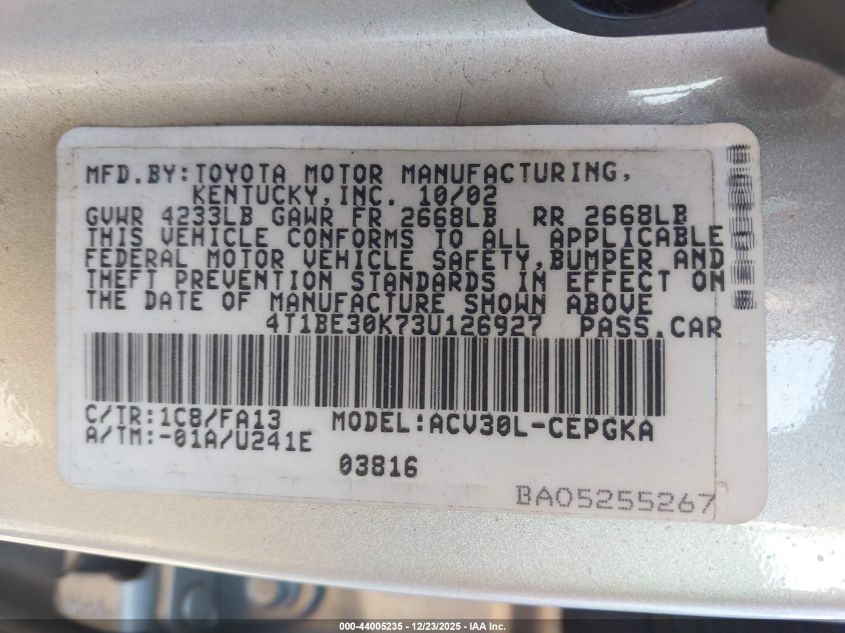 MFD.BY:TOYOTA MOTOR MANUFACTURING,
KENTUCKY,INC. 10/02
GVWR 4233LB GAWR FR 2668LB RR 2668LB
THIS VEHICLE CONFORMS TO ALL APPLICABLE
FEDERAL MOTOR VEHICLE SAFETY,BUMPER AND
THEFT PREVENTION STANDARDS IN EFFECT ON
THE DATE OF MANUFACTURE SHOWN ABOVE
4T1BE30K73U126927 PASS.CAR
C/TR:1C8/FA13 MODEL:ACV30L-CEPGKA
A/TM:-01A/U241E
03816
BA05255267
000-44005235 - 12/23/2025 - IAA Inc.